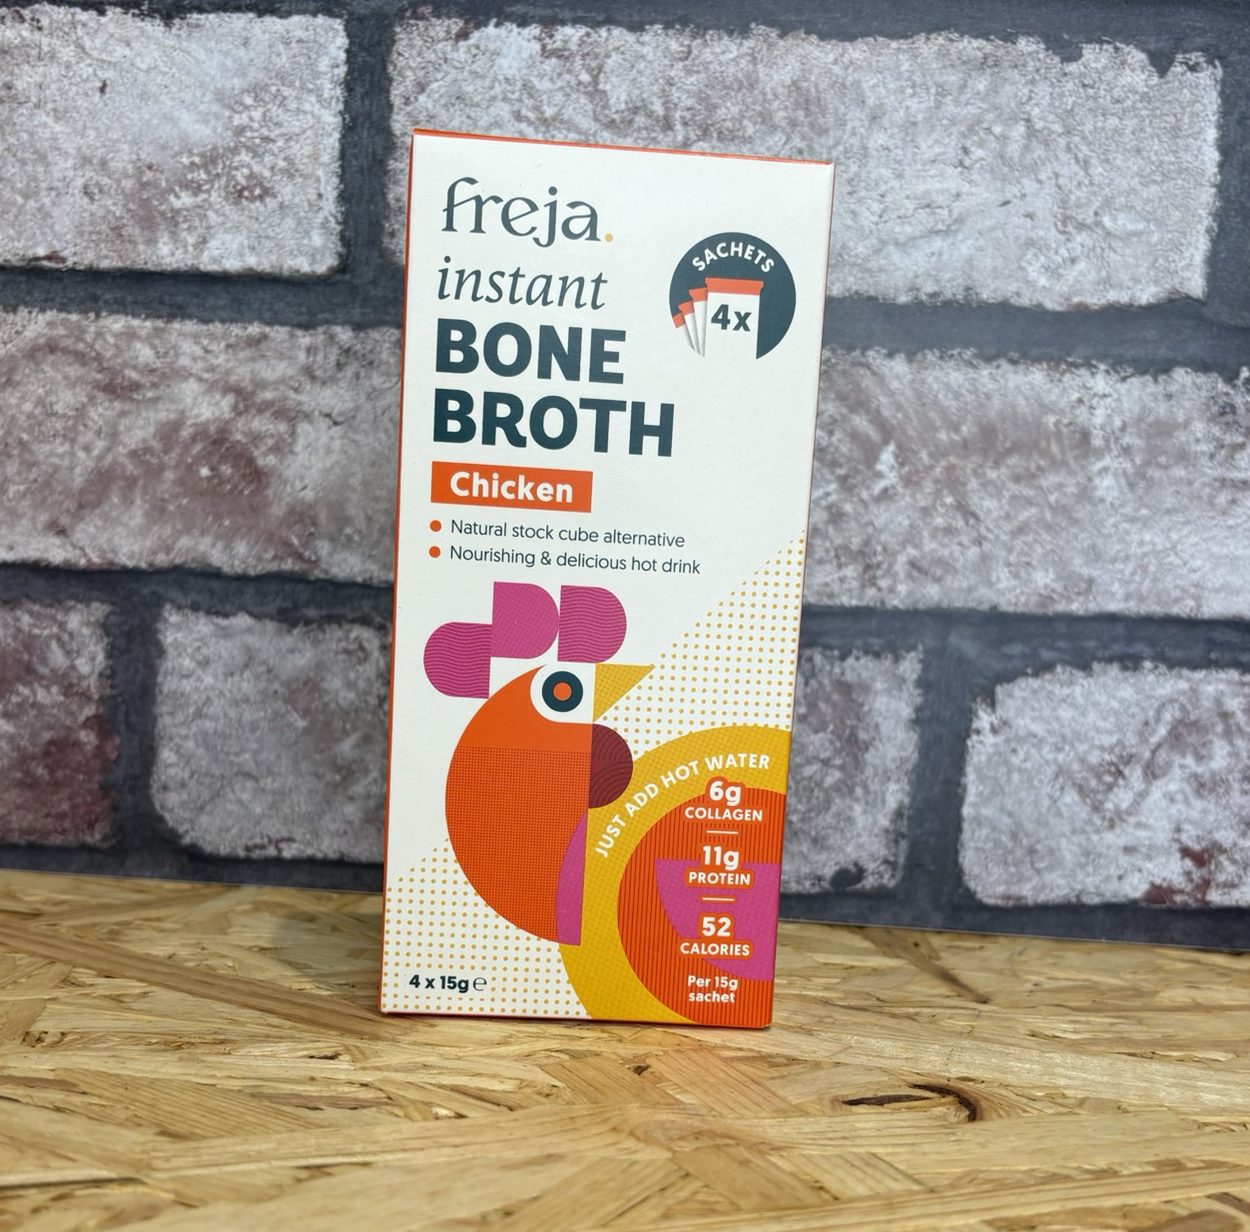 freja.
instant
BONE
BROTH
Chicken
Natural stock cube alternative
Nourishing & delicious hot drink
SACHETS
4x
JUST ADD HOT WATER
6g
COLLAGEN
11g
PROTEIN
52
CALORIES
Per 15g
sachet
4 x 15g ℮